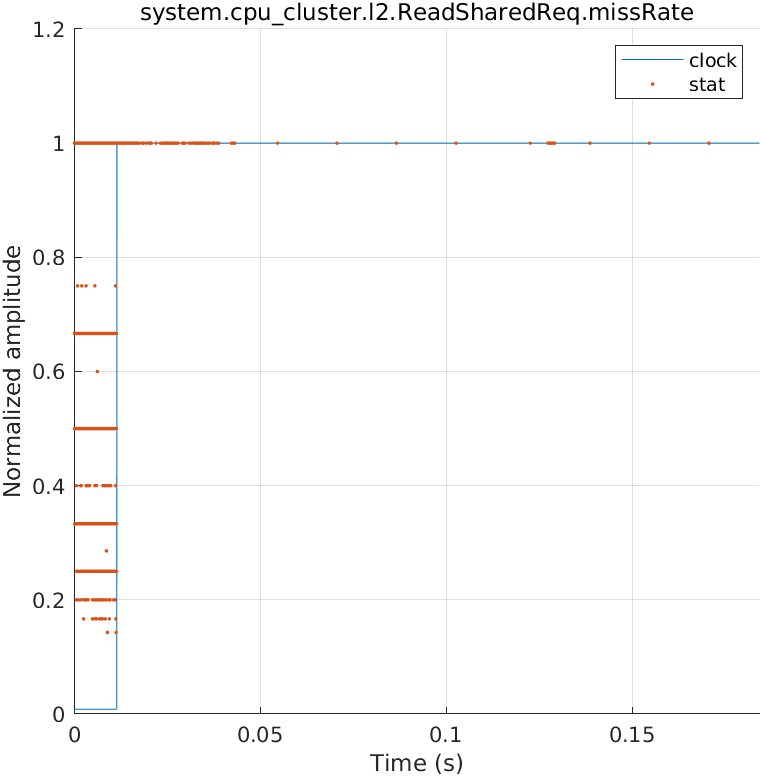 system.cpu_cluster.l2.ReadSharedReq.missRate
1.2
clock
stat
1
0.8
0.6
0.4
0.2
0
Normalized amplitude
0
0.05
0.1
0.15
Time (s)